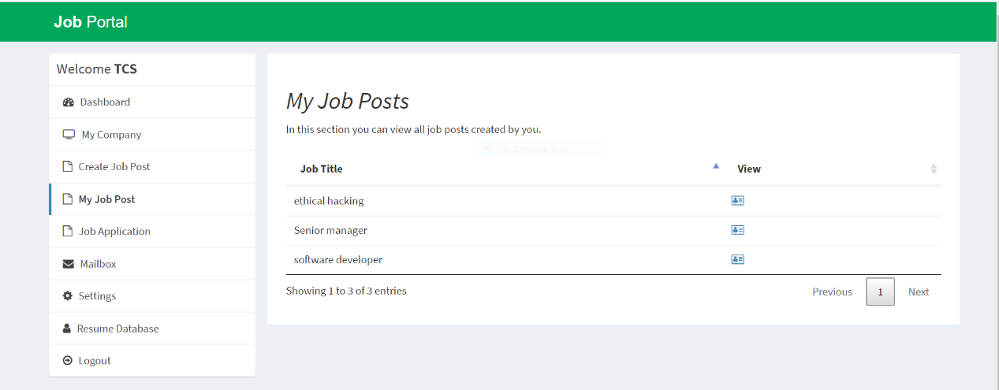 Job Portal
Welcome TCS
Dashboard
My Company
Create Job Post
My Job Post
Job Application
Mailbox
Settings
Resume Database
Logout
My Job Posts
In this section you can view all job posts created by you.
Rectangular Snip
Job Title View
ethical hacking
Senior manager
software developer
Showing 1 to 3 of 3 entries
Previous 1 Next